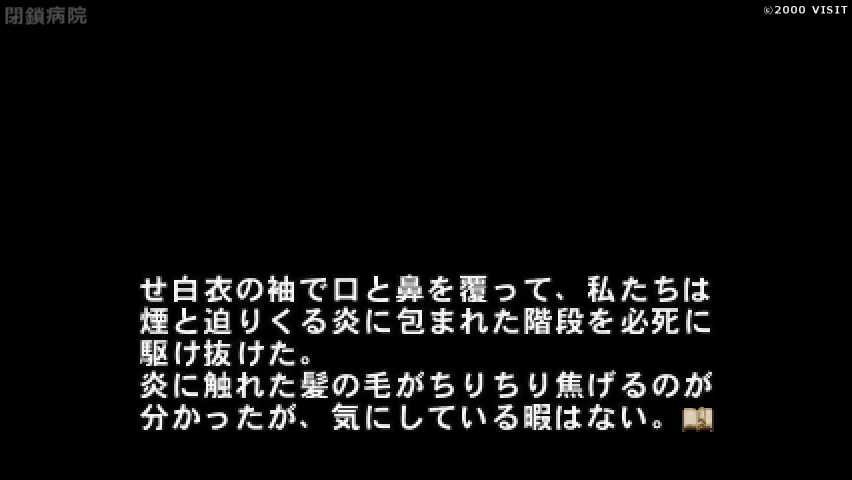 閉鎖病院
©2000 VISIT
せ白衣の袖で口と鼻を覆って、私たちは
煙と迫りくる炎に包まれた階段を必死に
駆け抜けた。
炎に触れた髪の毛がちりちり焦げるのが
分かったが、気にしている暇はない。